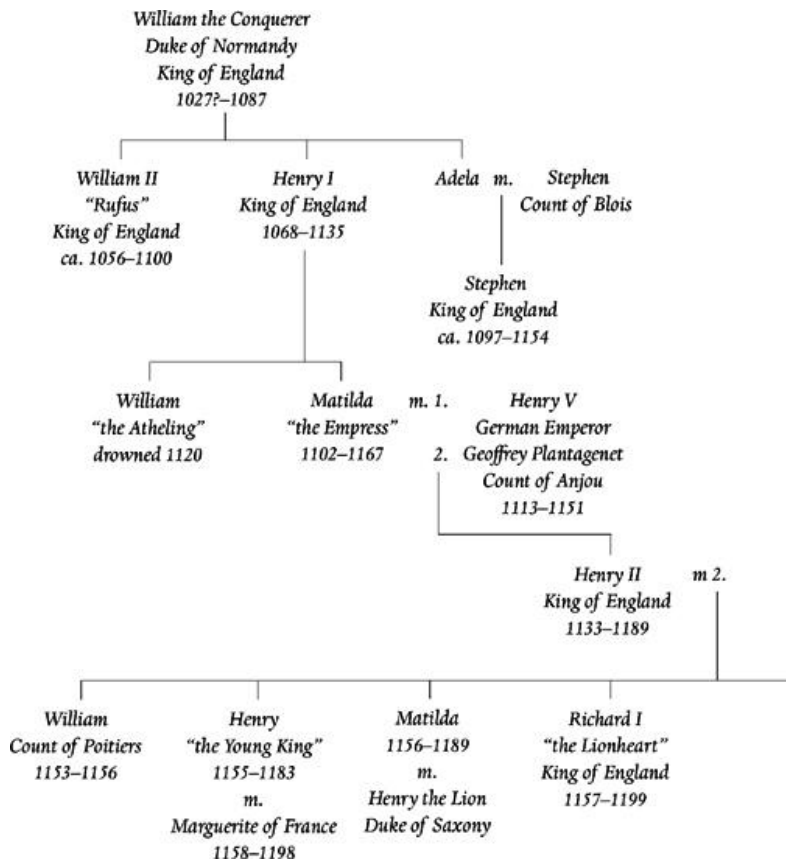 William the Conquerer
Duke of Normandy
King of England
1027?–1087
William II
"Rufus"
King of England
ca. 1056–1100
Henry I
King of England
1068–1135
Adela m. Stephen
Count of Blois
Stephen
King of England
ca. 1097–1154
William
"the Atheling"
drowned 1120
Matilda
"the Empress"
1102–1167
m. 1. Henry V
German Emperor
2. Geoffrey Plantagenet
Count of Anjou
1113–1151
Henry II m 2.
King of England
1133–1189
William
Count of Poitiers
1153–1156
Henry
"the Young King"
1155–1183
m.
Marguerite of France
1158–1198
Matilda
1156–1189
m.
Henry the Lion
Duke of Saxony
Richard I
"the Lionheart"
King of England
1157–1199